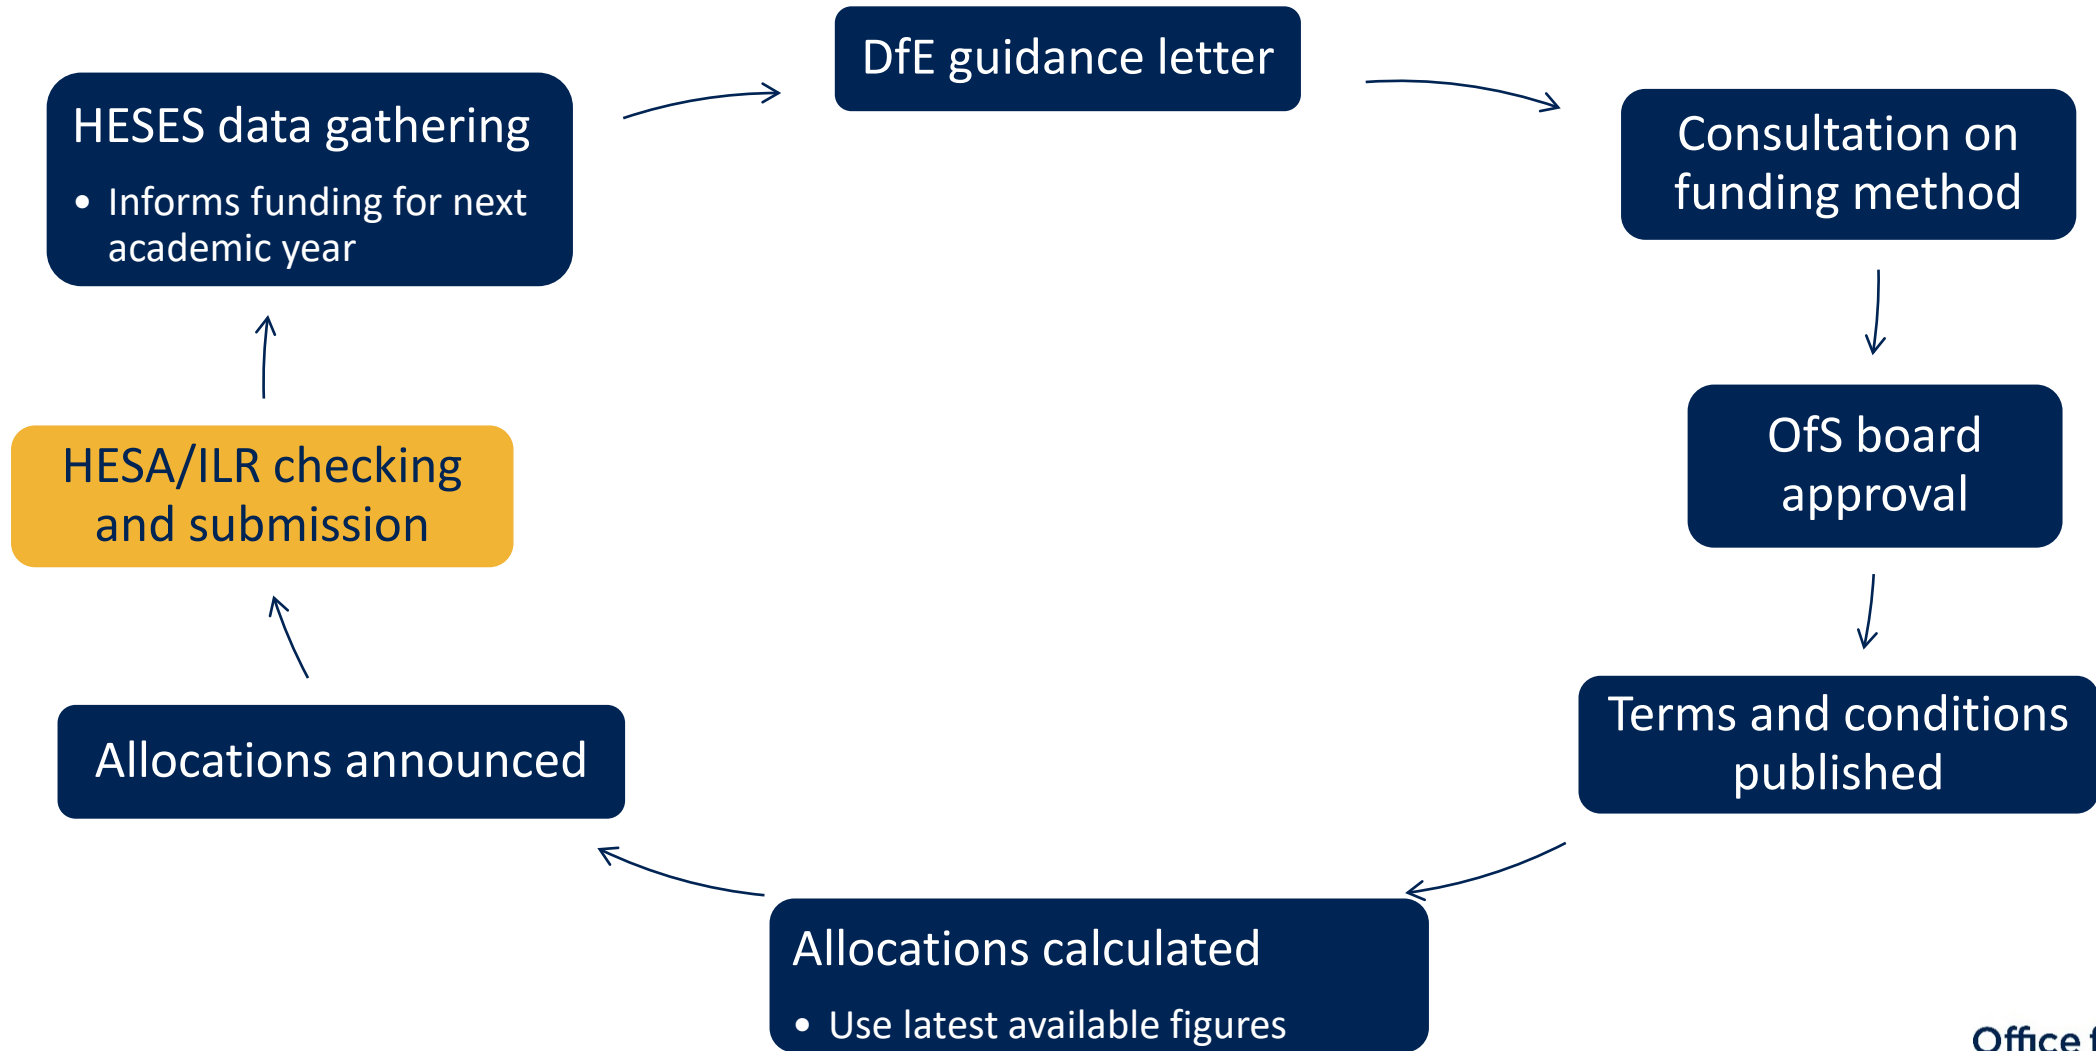 DfE guidance letter
HESES data gathering
• Informs funding for next
academic year
Consultation on
funding method
OfS board
approval
HESA/ILR checking
and submission
Terms and conditions
published
Allocations announced
Allocations calculated
• Use latest available figures
Office f